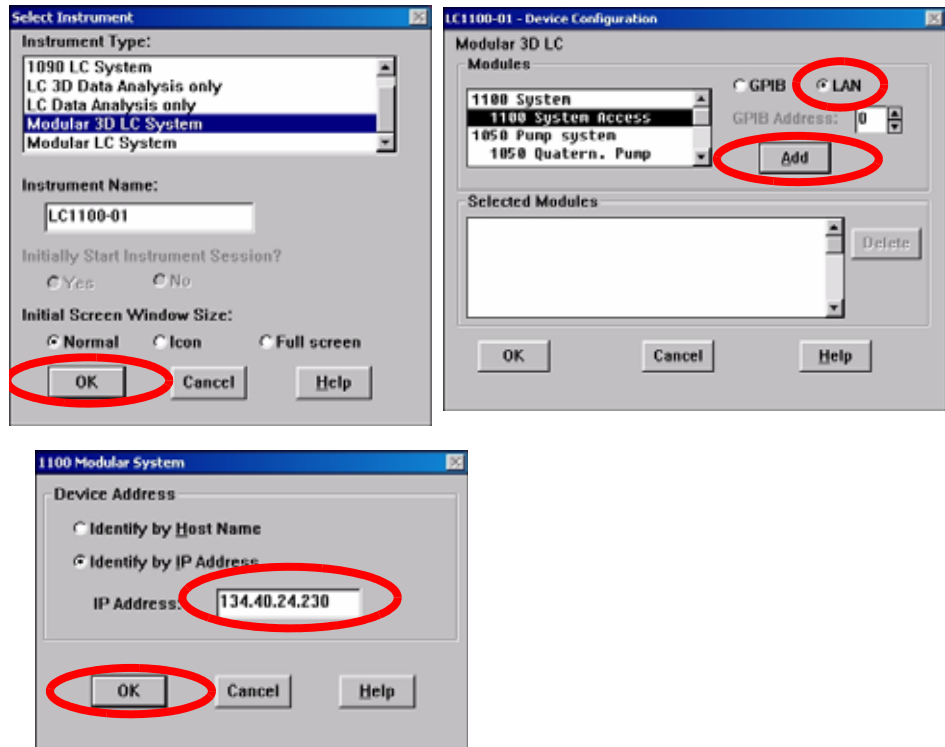 Select Instrument
Instrument Type:
1090 LC System
LC 3D Data Analysis only
LC Data Analysis only
Modular 3D LC System
Modular LC System
Instrument Name:
LC1100-01
Initially Start Instrument Session?
Yes No
Initial Screen Window Size:
Normal Icon Full screen
OK Cancel Help
LC1100-01 - Device Configuration
Modular 3D LC
Modules
1100 System
1100 System Access
1050 Pump system
1050 Quatern. Pump
GPIB LAN
GPIB Address: 0
Add
Selected Modules
Delete
OK Cancel Help
1100 Modular System
Device Address
Identify by Host Name
Identify by IP Address
IP Address: 134.40.24.230
OK Cancel Help